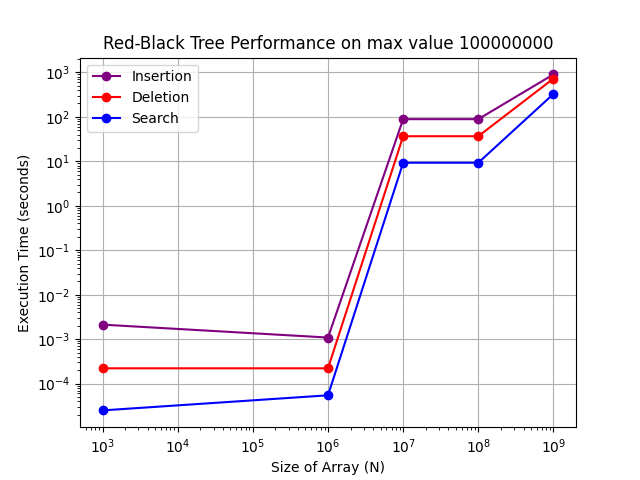 Red-Black Tree Performance on max value 100000000
Insertion
Deletion
Search
Execution Time (seconds)
10³
10²
10¹
10⁰
10⁻¹
10⁻²
10⁻³
10⁻⁴
10³ 10⁴ 10⁵ 10⁶ 10⁷ 10⁸ 10⁹
Size of Array (N)